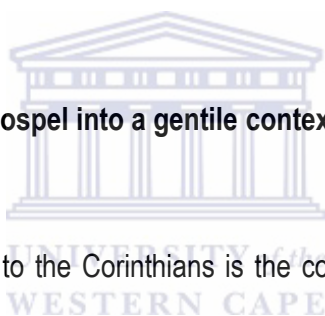 ospel into a gentile contex
to the Corinthians is the co
UNIVERSITY of the
WESTERN CAPE